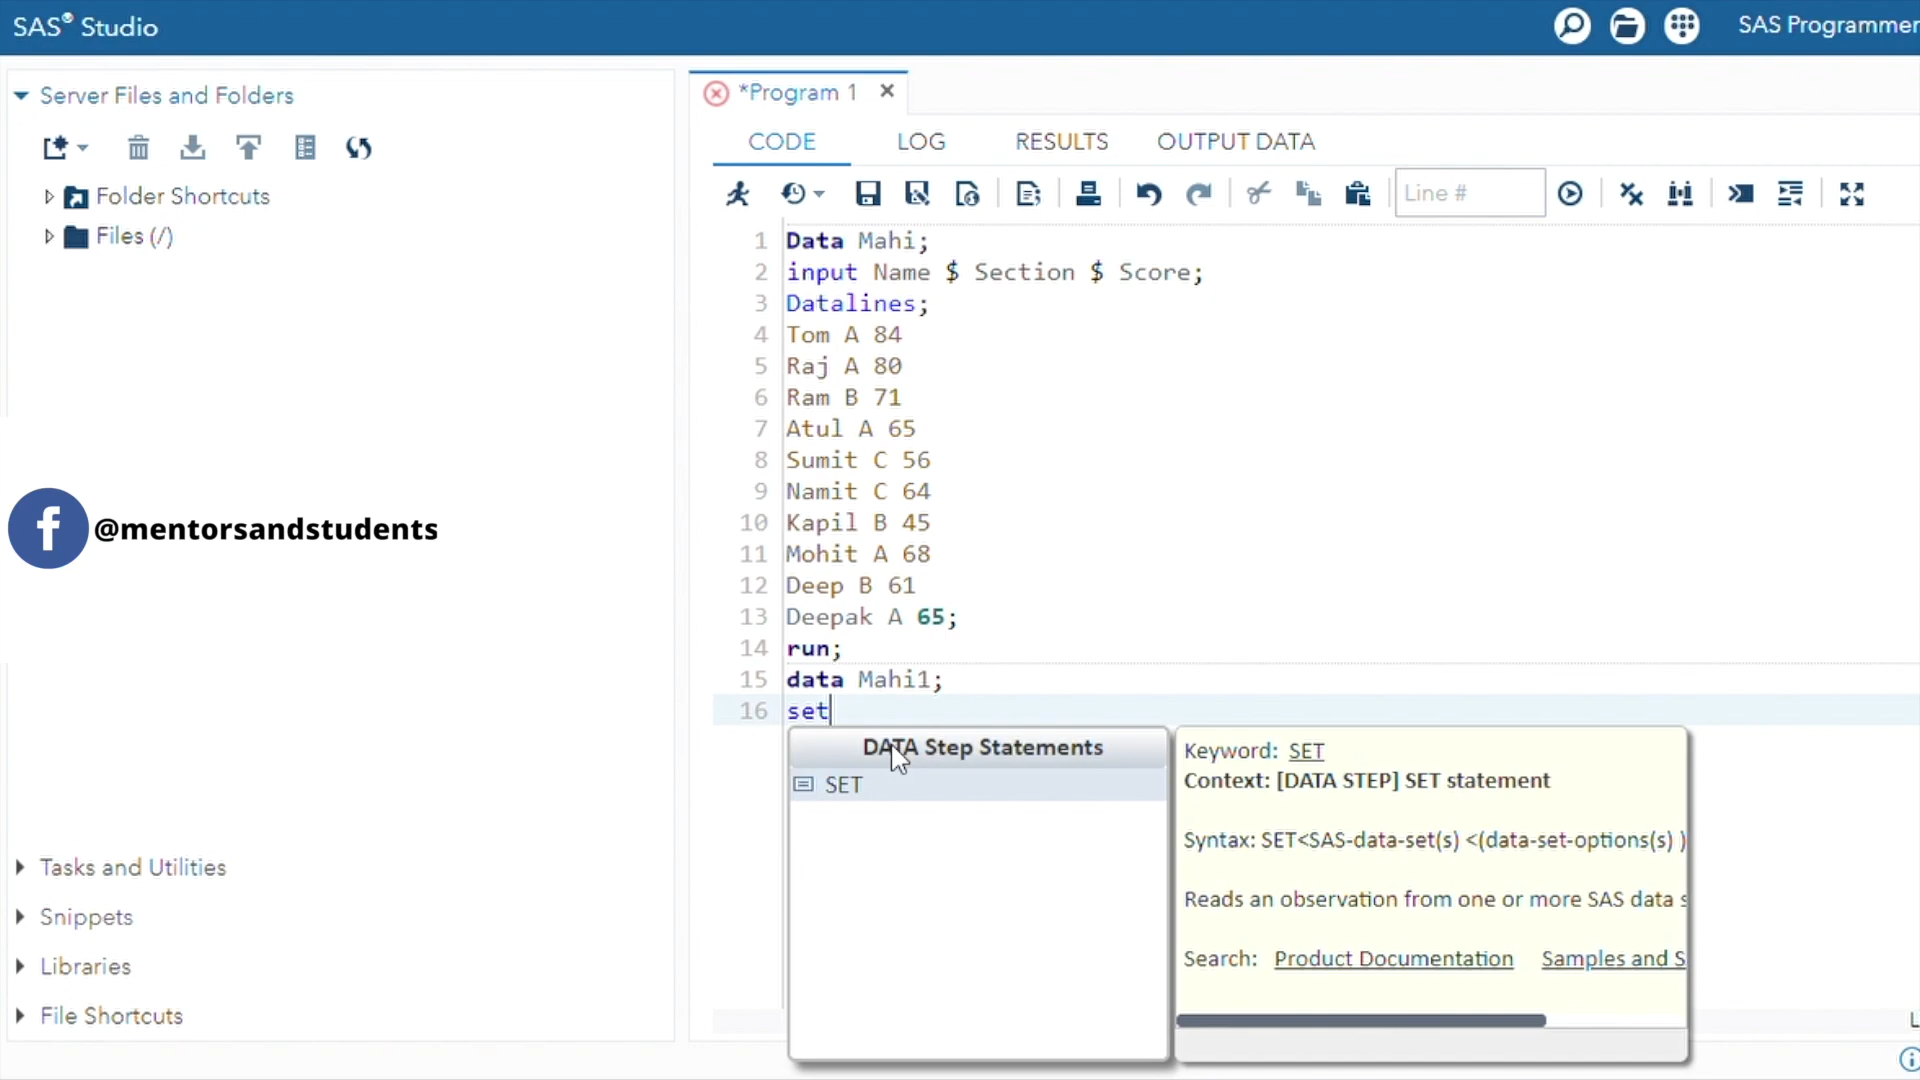 SAS® Studio
SAS Programmer
Server Files and Folders
Folder Shortcuts
Files (/)
@mentorsandstudents
Tasks and Utilities
Snippets
Libraries
File Shortcuts
*Program 1
CODE LOG RESULTS OUTPUT DATA
Line #
1 Data Mahi;
2 input Name $ Section $ Score;
3 Datalines;
4 Tom A 84
5 Raj A 80
6 Ram B 71
7 Atul A 65
8 Sumit C 56
9 Namit C 64
10 Kapil B 45
11 Mohit A 68
12 Deep B 61
13 Deepak A 65;
14 run;
15 data Mahi1;
16 set
DATA Step Statements
SET
Keyword: SET
Context: [DATA STEP] SET statement
Syntax: SET<SAS-data-set(s) <(data-set-options(s) )
Reads an observation from one or more SAS data
Search: Product Documentation Samples and S